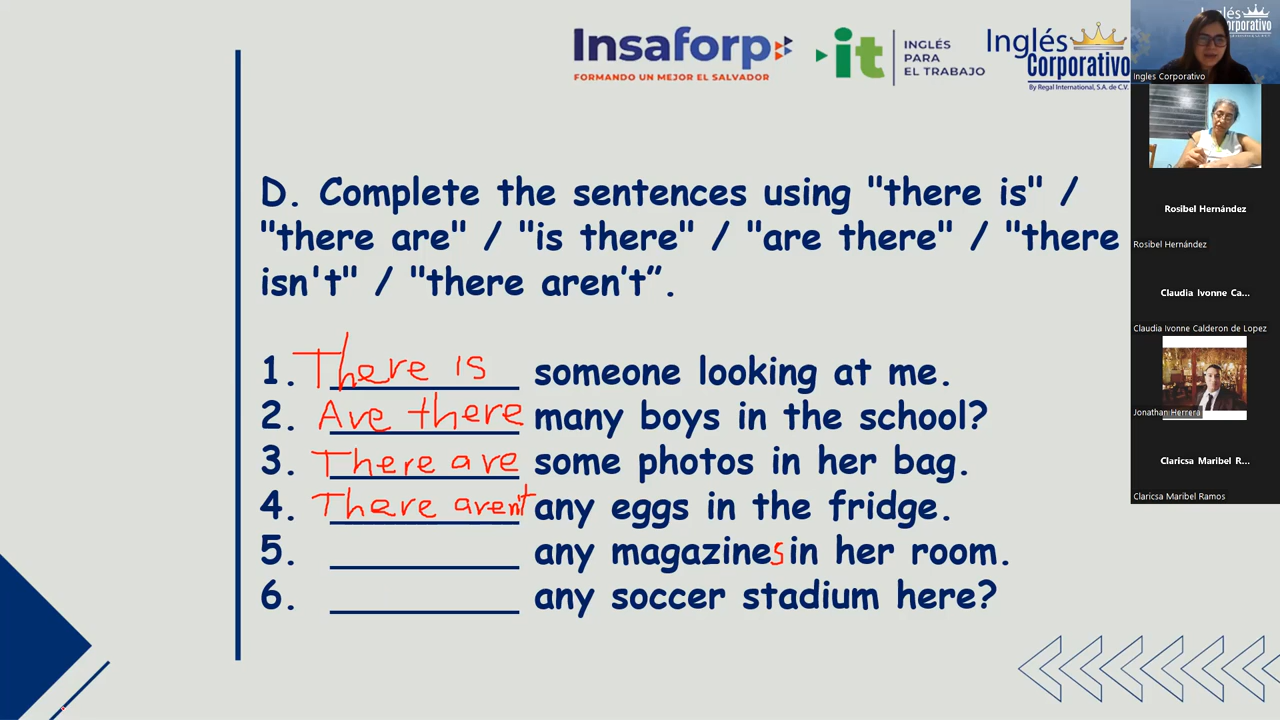 Insaforp
FORMANDO UN MEJOR EL SALVADOR
it
INGLÉS
PARA
EL TRABAJO
Inglés
Corporativo
By Regal International, S.A. de C.V.
D. Complete the sentences using "there is" /
"there are" / "is there" / "are there" / "there
isn't" / "there aren’t”.
1. There is someone looking at me.
2. Are there many boys in the school?
3. There are some photos in her bag.
4. There aren't any eggs in the fridge.
5. __________ any magazines in her room.
6. __________ any soccer stadium here?
Ingles Corporativo
Rosibel Hernández
Rosibel Hernández
Claudia Ivonne Ca...
Claudia Ivonne Calderon de Lopez
Jonathan Herrera
Claricsa Maribel R...
Claricsa Maribel Ramos